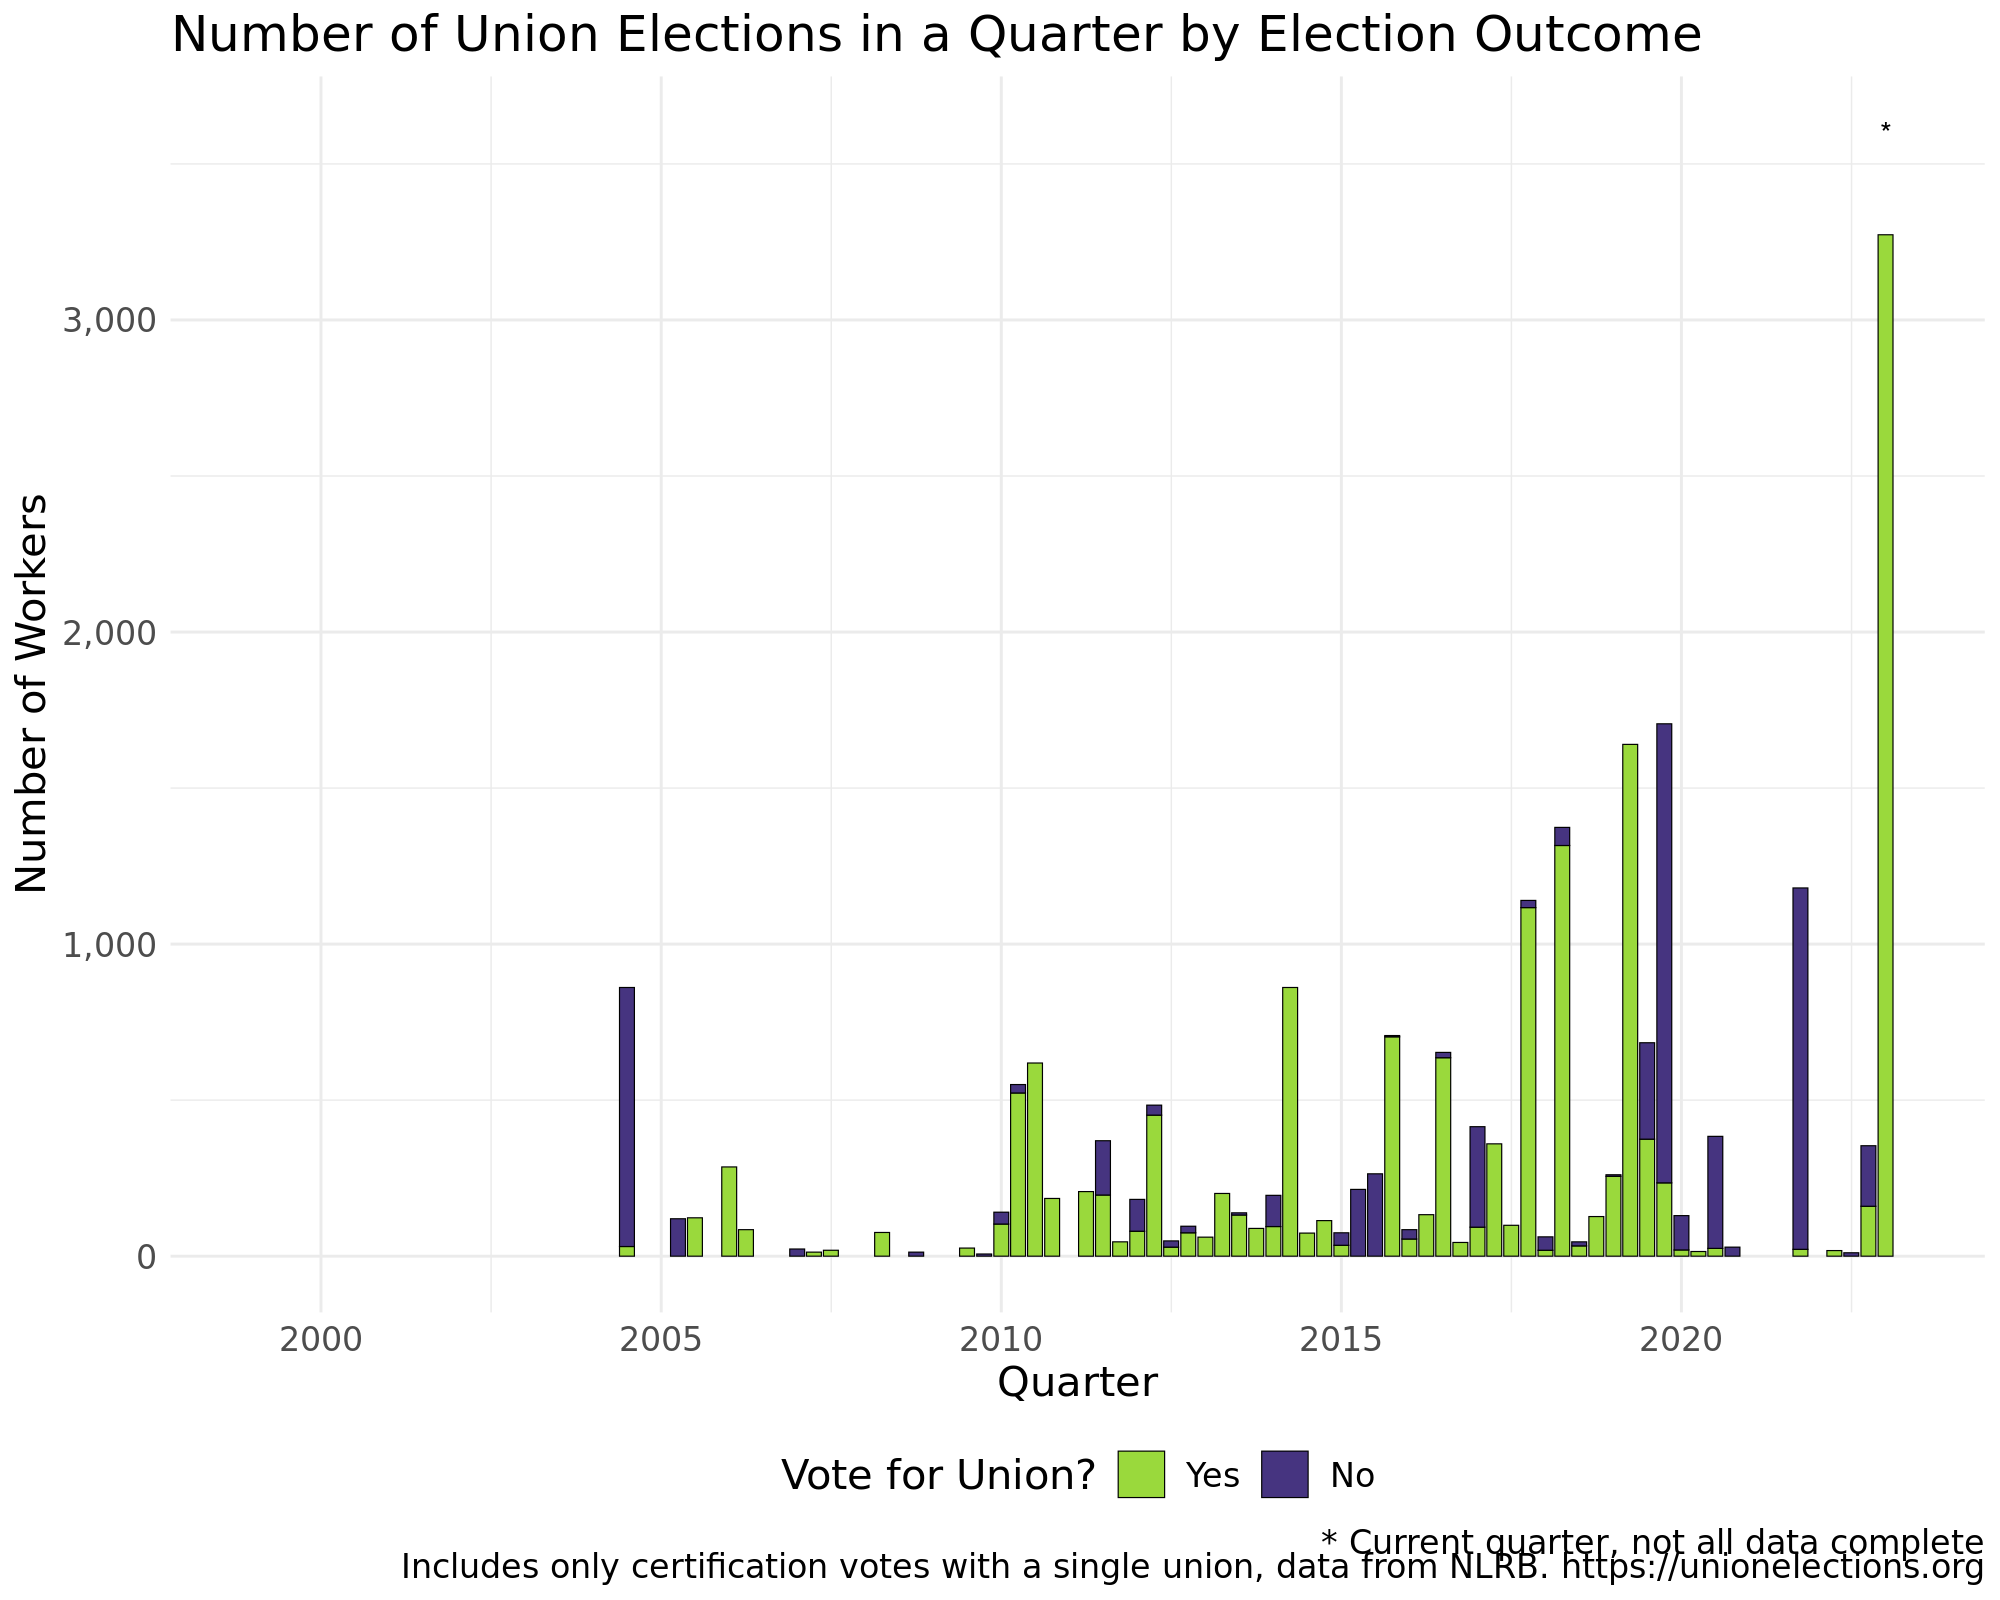 Number of Union Elections in a Quarter by Election Outcome
*
Number of Workers
3,000
2,000
1,000
0
2000 2005 2010 2015 2020
Quarter
Vote for Union? Yes No
* Current quarter, not all data complete
Includes only certification votes with a single union, data from NLRB. https://unionelections.org